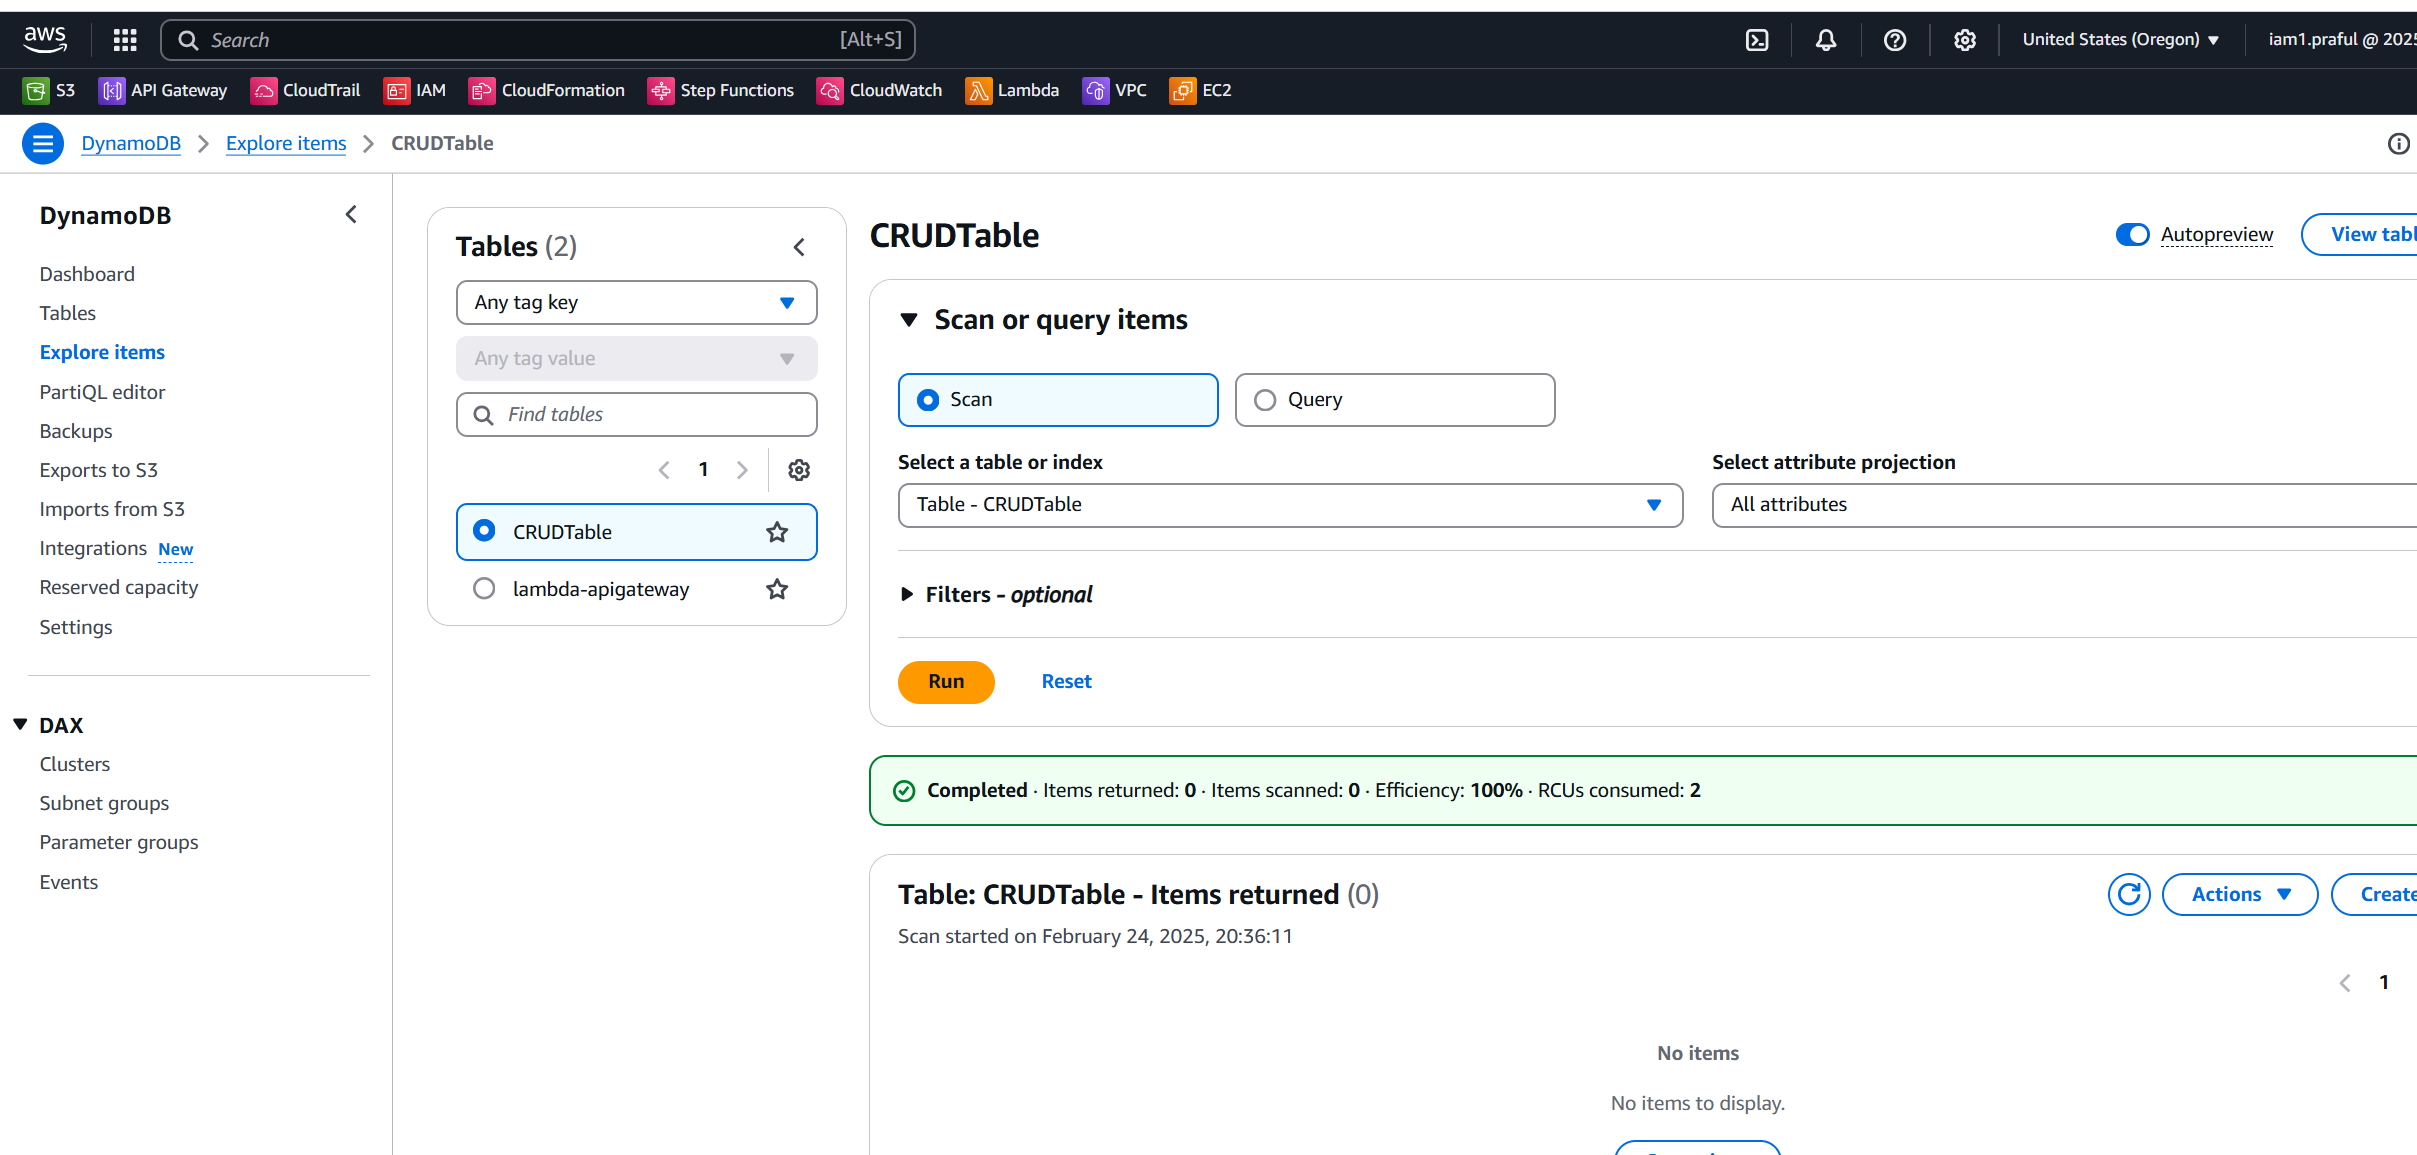 aws
Search
[Alt+S]
United States (Oregon)
iam1.praful @ 2025
S3
API Gateway
CloudTrail
IAM
CloudFormation
Step Functions
CloudWatch
Lambda
VPC
EC2
DynamoDB
Explore items
CRUDTable
DynamoDB
Dashboard
Tables
Explore items
PartiQL editor
Backups
Exports to S3
Imports from S3
Integrations New
Reserved capacity
Settings
DAX
Clusters
Subnet groups
Parameter groups
Events
Tables (2)
Any tag key
Any tag value
Find tables
1
CRUDTable
lambda-apigateway
CRUDTable
Autopreview
View tabl
Scan or query items
Scan
Query
Select a table or index
Table - CRUDTable
Select attribute projection
All attributes
Filters - optional
Run
Reset
Completed · Items returned: 0 · Items scanned: 0 · Efficiency: 100% · RCUs consumed: 2
Table: CRUDTable - Items returned (0)
Actions
Create
Scan started on February 24, 2025, 20:36:11
1
No items
No items to display.